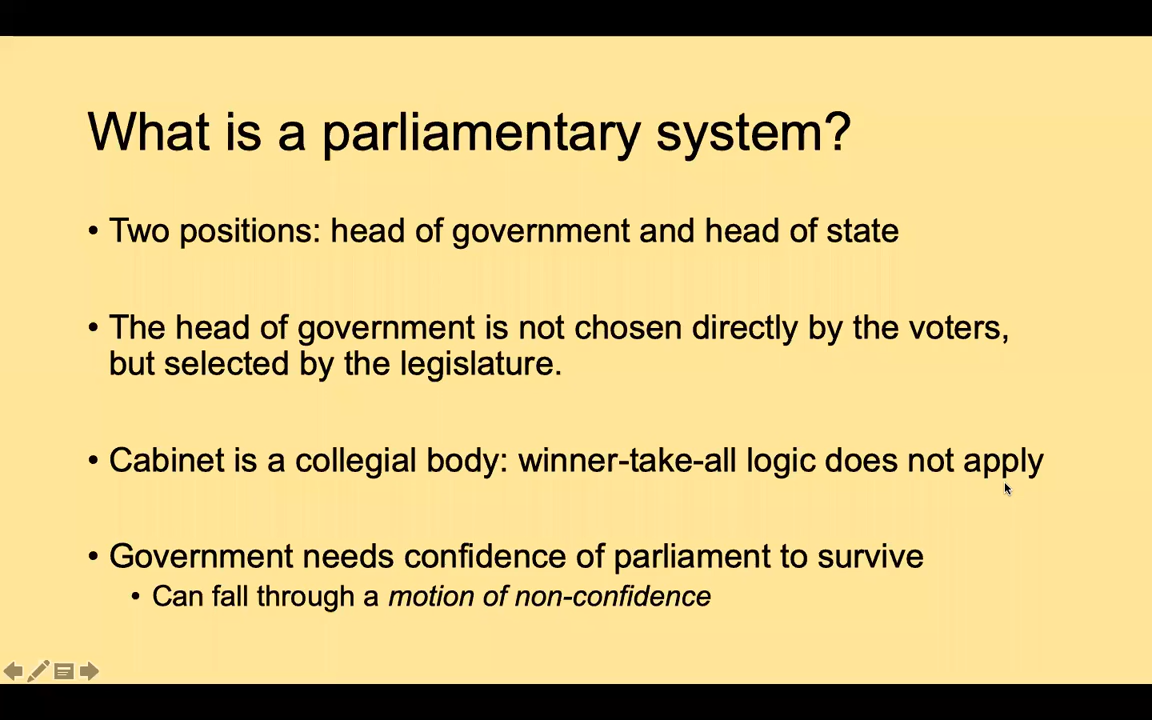 What is a parliamentary system?
• Two positions: head of government and head of state
• The head of government is not chosen directly by the voters,
but selected by the legislature.
• Cabinet is a collegial body: winner-take-all logic does not apply
• Government needs confidence of parliament to survive
• Can fall through a motion of non-confidence